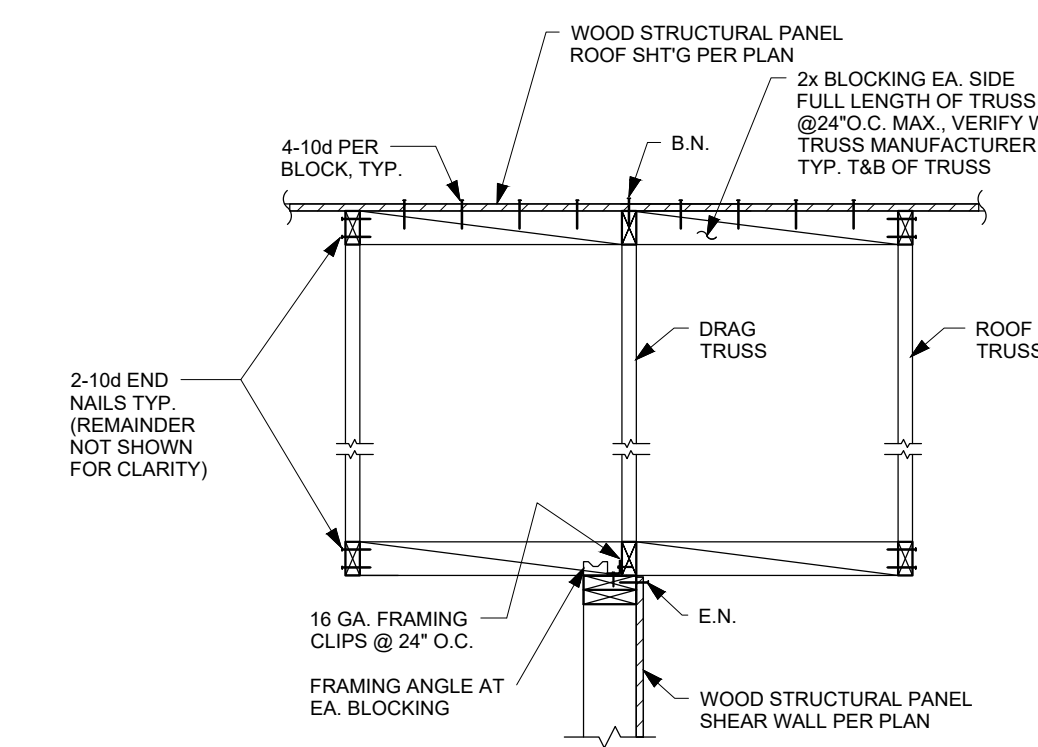 WOOD STRUCTURAL PANEL
ROOF SHT'G PER PLAN
2x BLOCKING EA. SIDE
FULL LENGTH OF TRUSS
@24"O.C. MAX., VERIFY
TRUSS MANUFACTURER
TYP. T&B OF TRUSS
4-10d PER
BLOCK, TYP.
B.N.
DRAG
TRUSS
ROOF
TRUSS
2-10d END
NAILS TYP.
(REMAINDER
NOT SHOWN
FOR CLARITY)
16 GA. FRAMING
CLIPS @ 24" O.C.
E.N.
FRAMING ANGLE AT
EA. BLOCKING
WOOD STRUCTURAL PANEL
SHEAR WALL PER PLAN